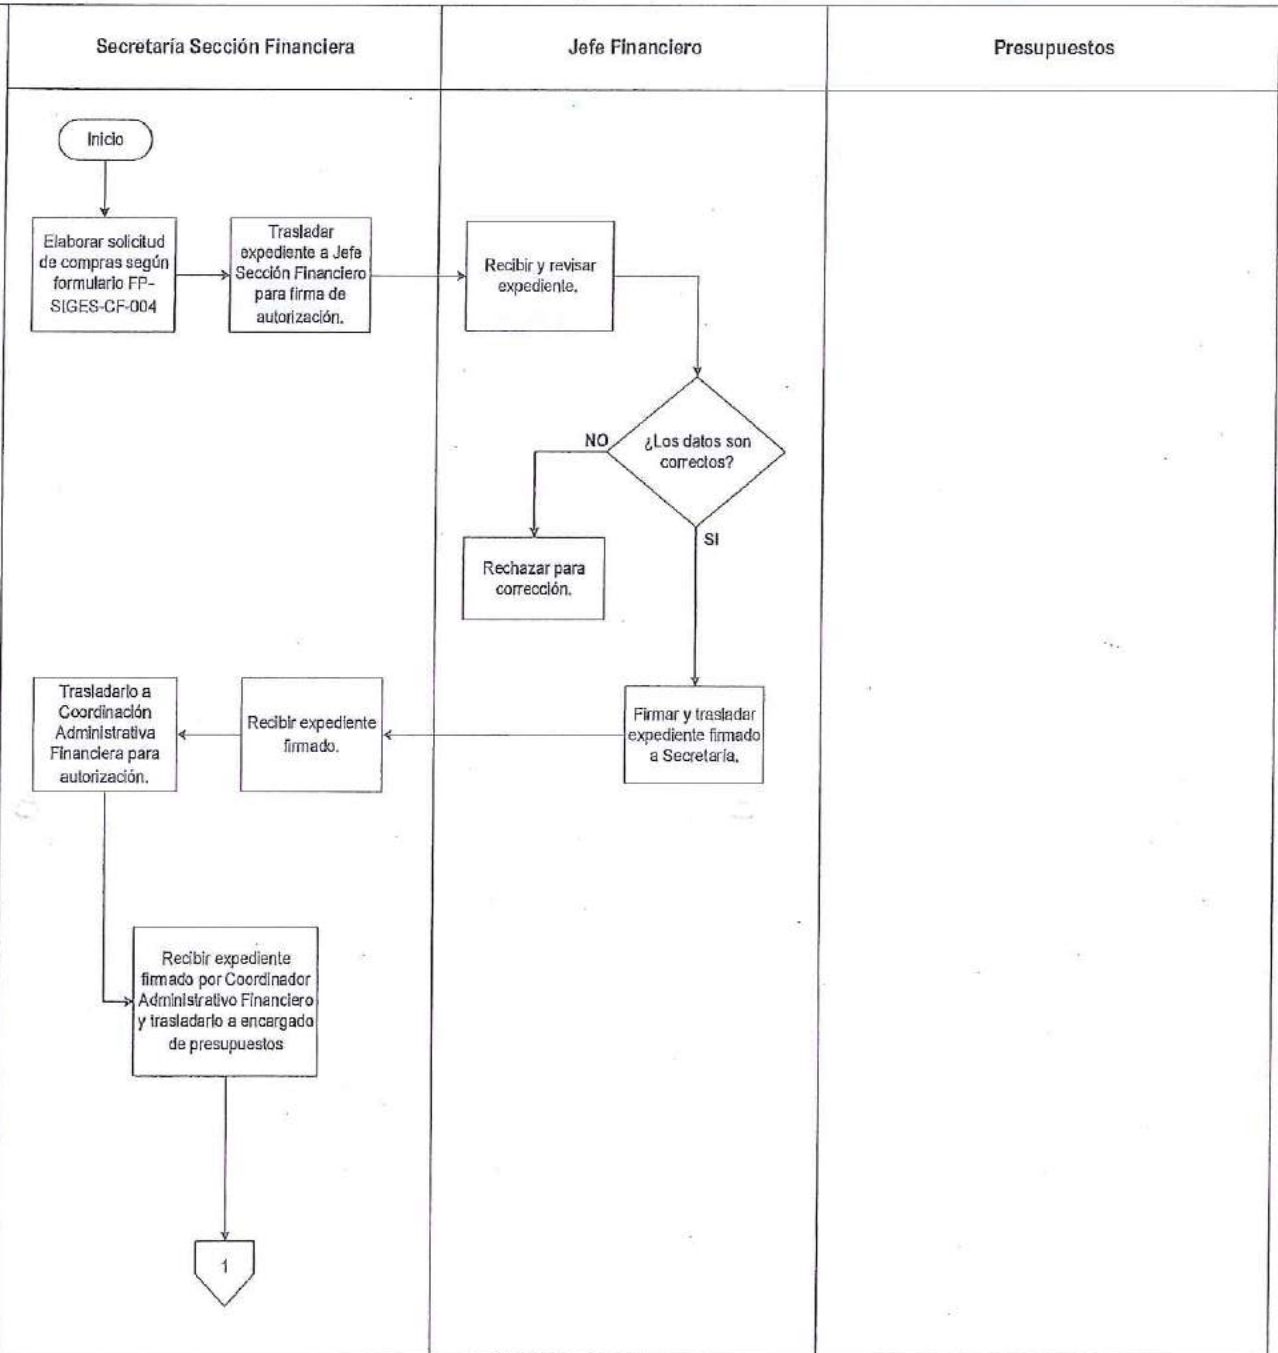 Secretaría Sección Financiera
Jefe Financiero
Presupuestos
Inicio
Elaborar solicitud
de compras según
formulario FP-
SIGES-CF-004
Trasladar
expediente a Jefe
Sección Financiero
para firma de
autorización.
Recibir y revisar
expediente.
¿Los datos son
correctos?
NO
SI
Rechazar para
corrección.
Firmar y trasladar
expediente firmado
a Secretaría.
Recibir expediente
firmado.
Trasladarlo a
Coordinación
Administrativa
Financiera para
autorización.
Recibir expediente
firmado por Coordinador
Administrativo Financiero
y trasladarlo a encargado
de presupuestos
1